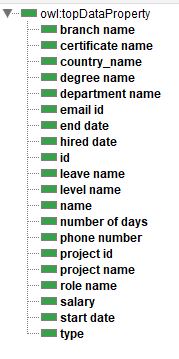 owl:topDataProperty
branch name
certificate name
country_name
degree name
department name
email id
end date
hired date
id
leave name
level name
name
number of days
phone number
project id
project name
role name
salary
start date
type